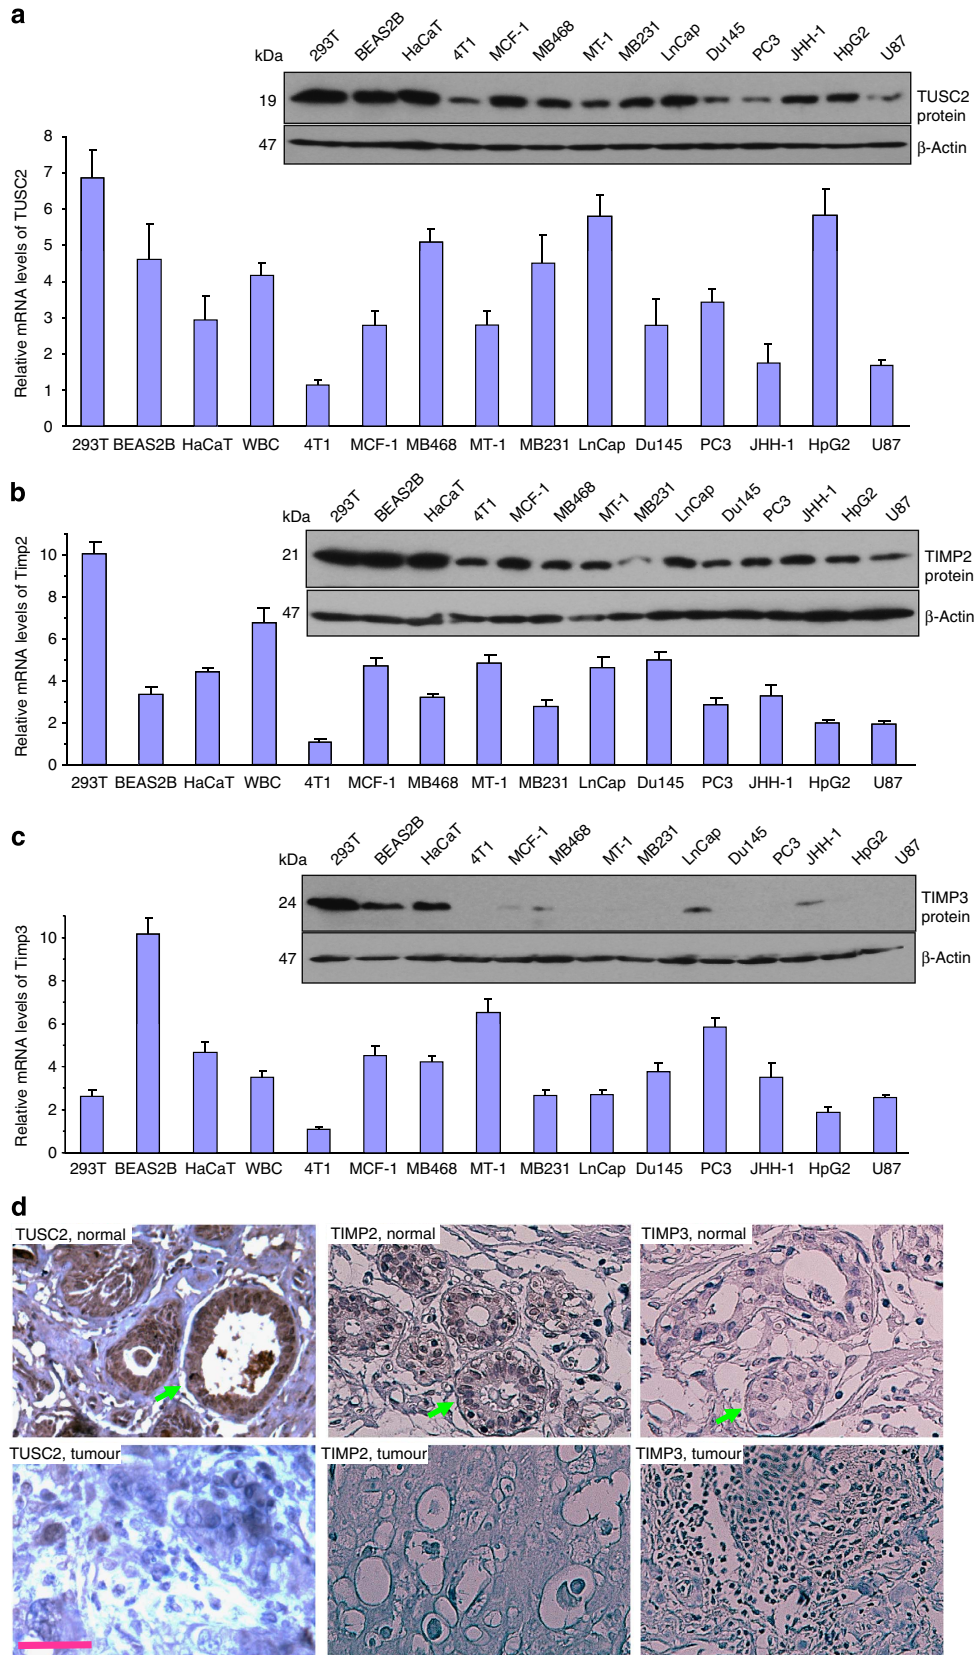 a
293T BEAS2B HaCaT 4T1 MCF-1 MB468 MT-1 MB231 LnCap Du145 PC3 JHH-1 HpG2 U87
kDa
19
TUSC2
protein
47
β-Actin
Relative mRNA levels of TUSC2
8
7
6
5
4
3
2
1
0
293T BEAS2B HaCaT WBC 4T1 MCF-1 MB468 MT-1 MB231 LnCap Du145 PC3 JHH-1 HpG2 U87
b
293T BEAS2B HaCaT 4T1 MCF-1 MB468 MT-1 MB231 LnCap Du145 PC3 JHH-1 HpG2 U87
kDa
21
TIMP2
protein
47
β-Actin
Relative mRNA levels of Timp2
10
8
6
4
2
0
293T BEAS2B HaCaT WBC 4T1 MCF-1 MB468 MT-1 MB231 LnCap Du145 PC3 JHH-1 HpG2 U87
c
293T BEAS2B HaCaT 4T1 MCF-1 MB468 MT-1 MB231 LnCap Du145 PC3 JHH-1 HpG2 U87
kDa
24
TIMP3
protein
47
β-Actin
Relative mRNA levels of Timp3
10
8
6
4
2
0
293T BEAS2B HaCaT WBC 4T1 MCF-1 MB468 MT-1 MB231 LnCap Du145 PC3 JHH-1 HpG2 U87
d
TUSC2, normal
TIMP2, normal
TIMP3, normal
TUSC2, tumour
TIMP2, tumour
TIMP3, tumour